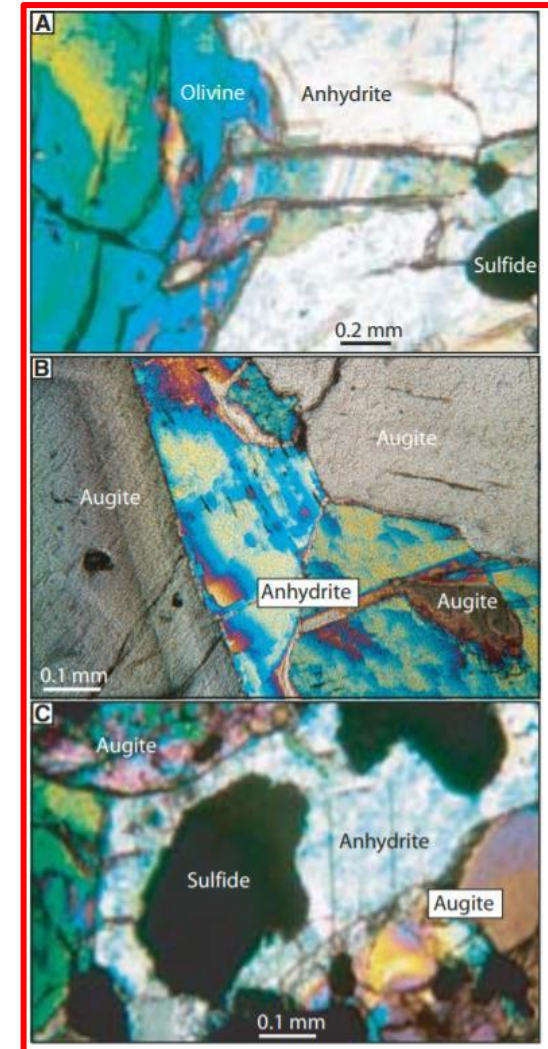 A
Olivine
Anhydrite
Sulfide
0.2 mm
B
Augite
Augite
Anhydrite
Augite
0.1 mm
C
Augite
Anhydrite
Sulfide
Augite
0.1 mm